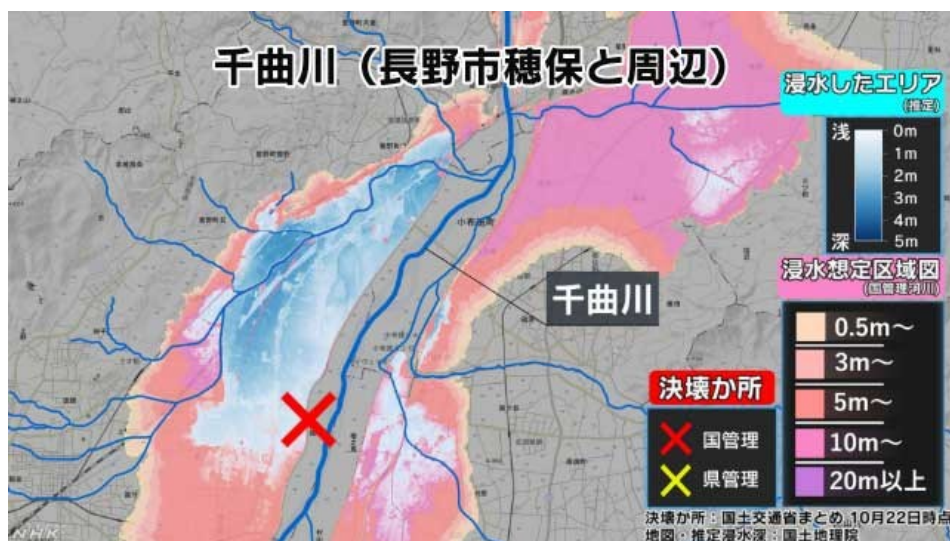 千曲川（長野市穂保と周辺）
浸水したエリア
(推定)
浅
0m
1m
2m
3m
4m
深
5m
小布施町
千曲川
浸水想定区域図
(国管理河川)
0.5m～
3m～
5m～
10m～
20m以上
決壊か所
国管理
県管理
決壊か所：国土交通省まとめ 10月22日時点
地図・推定浸水深：国土地理院
NHK